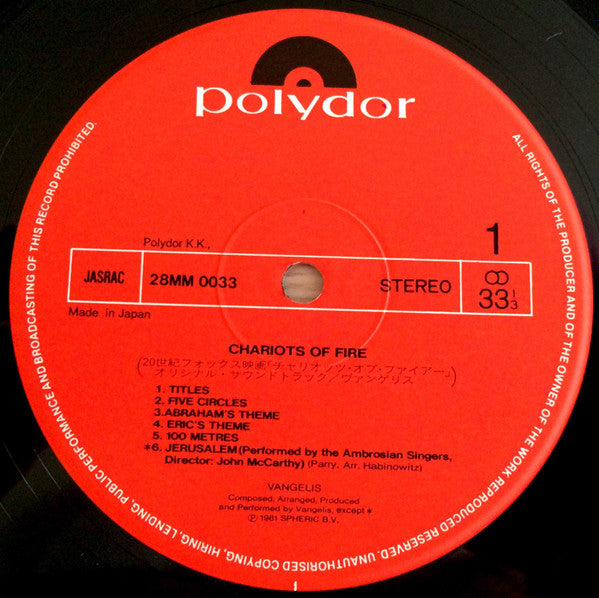 polydor
Polydor K.K.,
1
JASRAC
28MM 0033
STEREO
33 1/3
Made in Japan
CHARIOTS OF FIRE
(20世紀フォックス映画「チャリオッツ・オブ・ファイアー」
オリジナル・サウンドトラック/ヴァンゲリス)
1. TITLES
2. FIVE CIRCLES
3.ABRAHAM'S THEME
4. ERIC'S THEME
5. 100 METRES
*6. JERUSALEM(Performed by the Ambrosian Singers,
Director: John McCarthy) (Parry, Arr. Habinowitz)
VANGELIS
Composed, Arranged, Produced
and Performed by Vangelis, except *
℗ 1981 SPHERIC B.V.
ALL RIGHTS OF THE PRODUCER AND OF THE OWNER OF THE WORK REPRODUCED RESERVED. UNAUTHORISED COPYING, HIRING, LENDING, PUBLIC PERFORMANCE AND BROADCASTING OF THIS RECORD PROHIBITED.